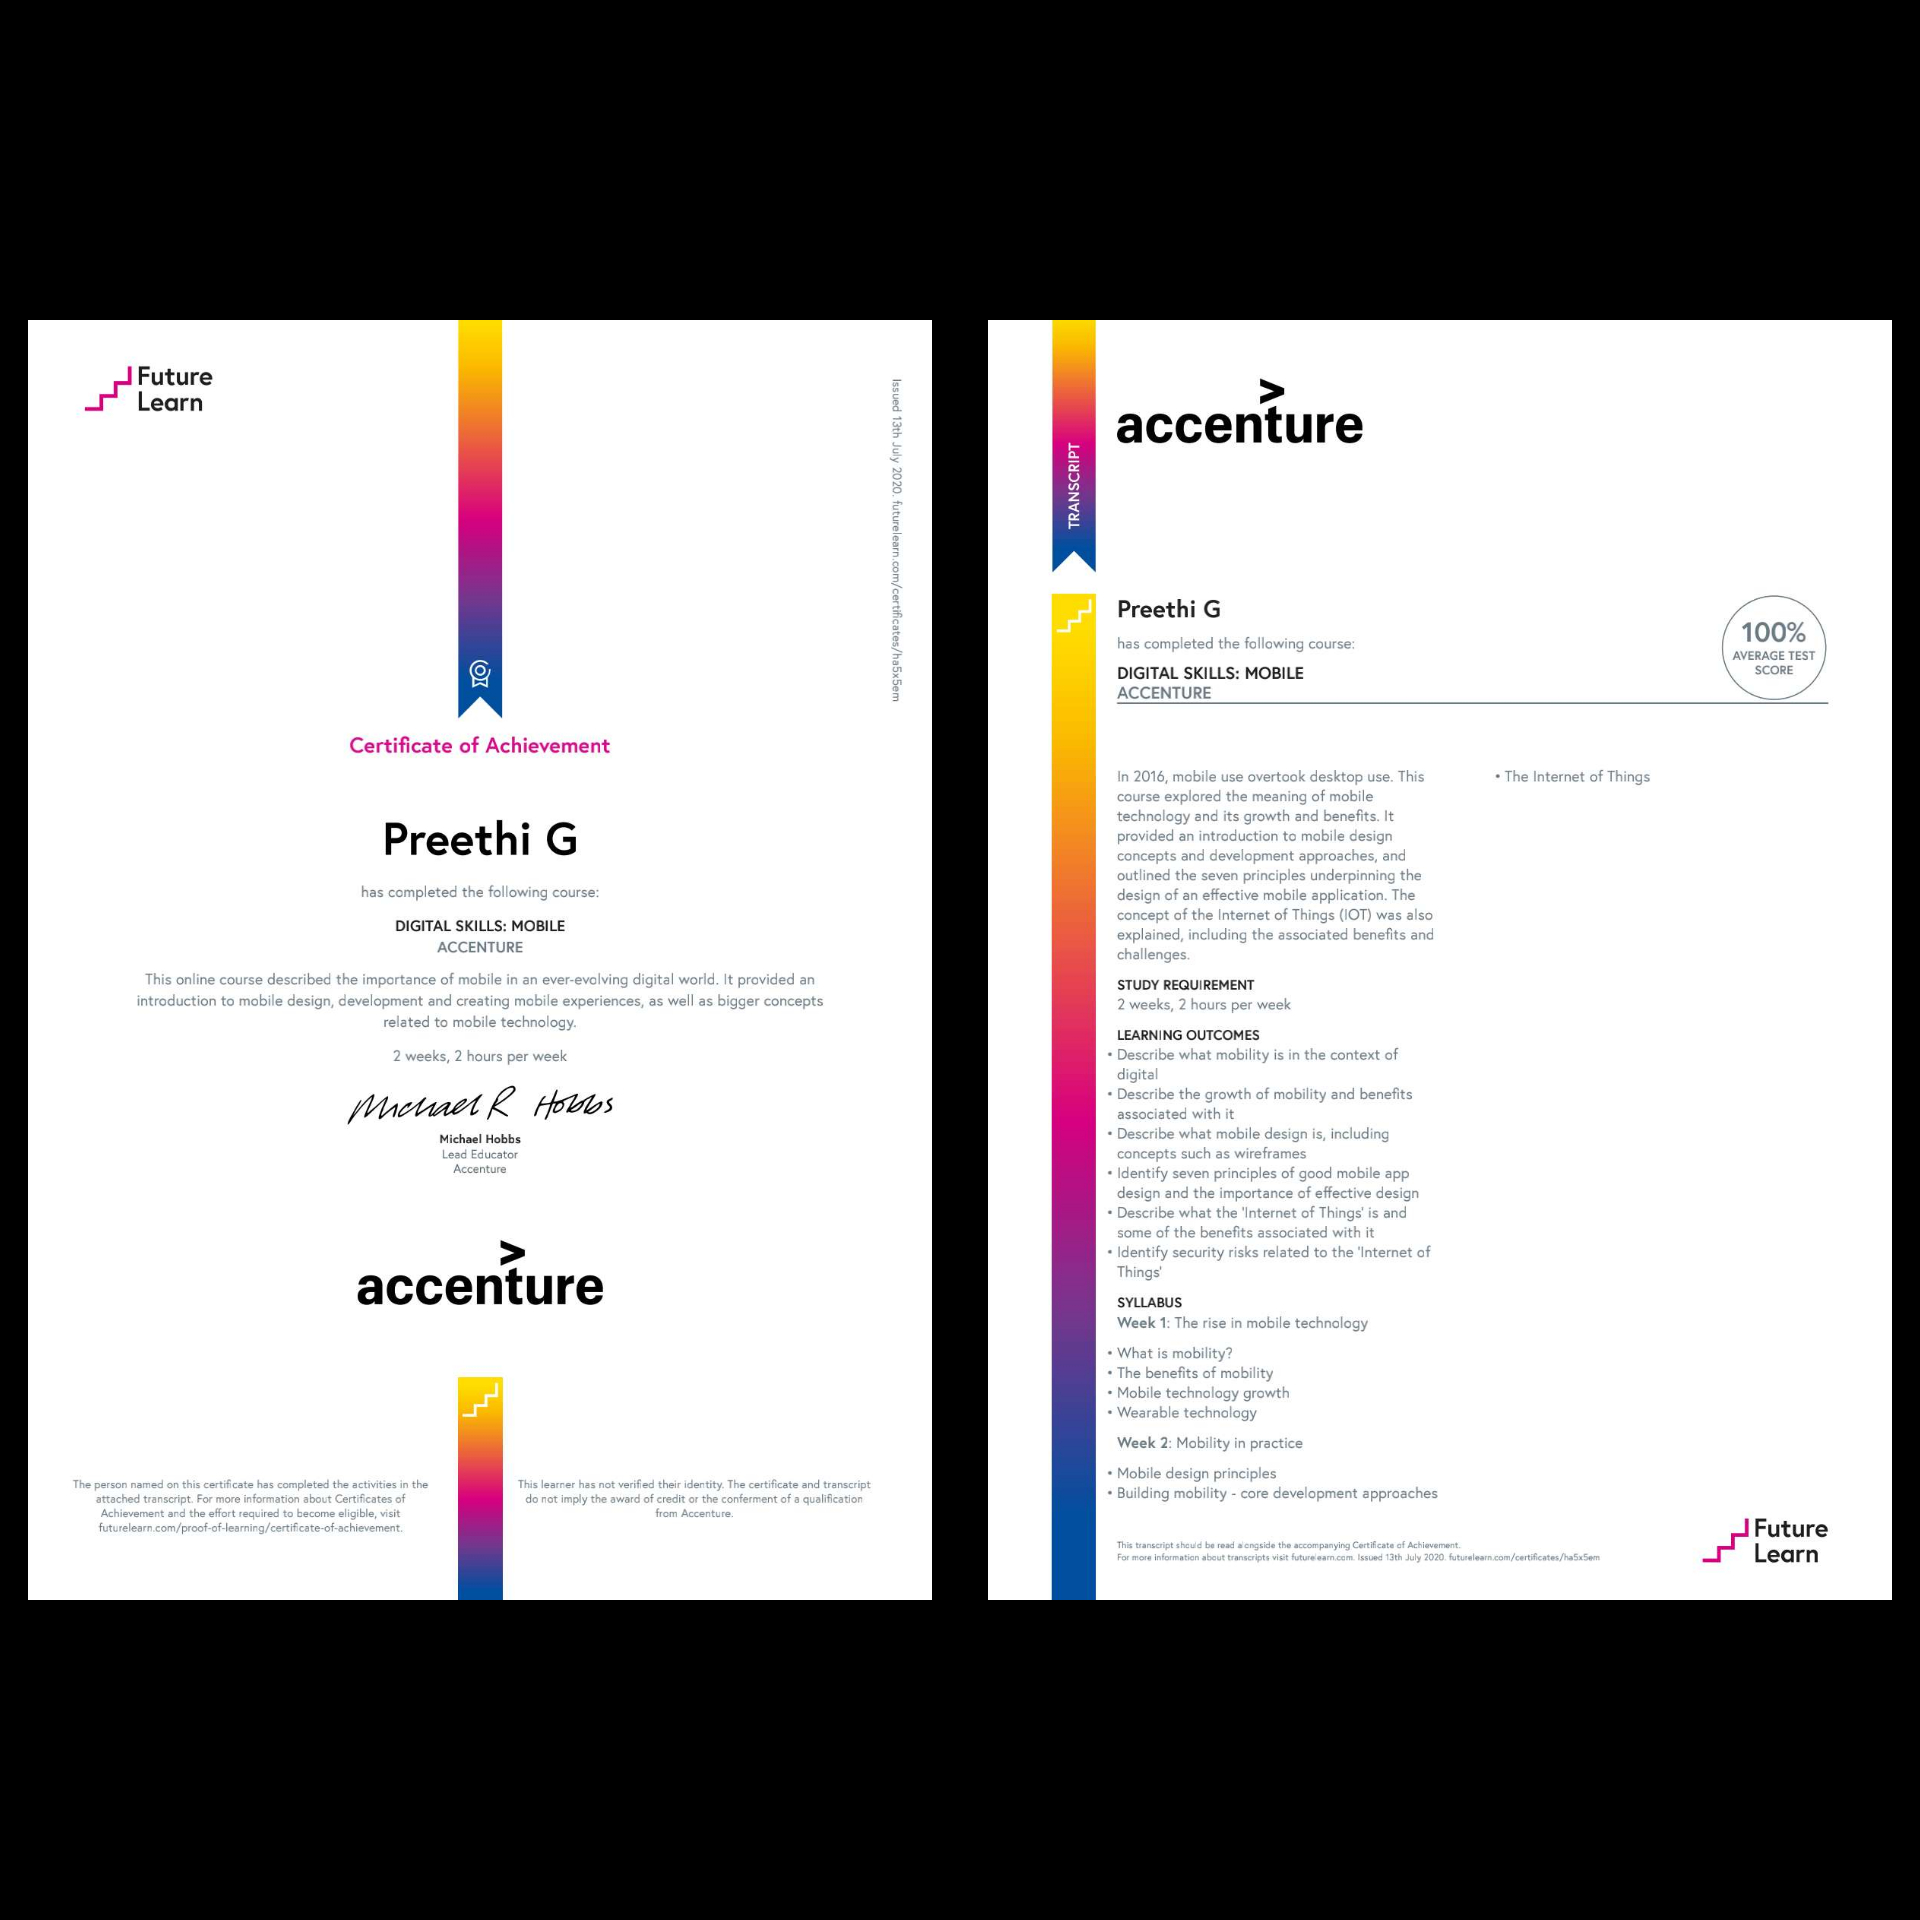 Future
Learn
Issued 13th July 2020. futurelearn.com/certificates/ha5x5em
Certificate of Achievement
Preethi G
has completed the following course:
DIGITAL SKILLS: MOBILE
ACCENTURE
This online course described the importance of mobile in an ever-evolving digital world. It provided an
introduction to mobile design, development and creating mobile experiences, as well as bigger concepts
related to mobile technology.
2 weeks, 2 hours per week
Michael R Hobbs
Michael Hobbs
Lead Educator
Accenture
accenture
The person named on this certificate has completed the activities in the
attached transcript. For more information about Certificates of
Achievement and the effort required to become eligible, visit
futurelearn.com/proof-of-learning/certificate-of-achievement.
This learner has not verified their identity. The certificate and transcript
do not imply the award of credit or the conferment of a qualification
from Accenture.
TRANSCRIPT
accenture
Preethi G
has completed the following course:
DIGITAL SKILLS: MOBILE
ACCENTURE
100%
AVERAGE TEST
SCORE
In 2016, mobile use overtook desktop use. This
course explored the meaning of mobile
technology and its growth and benefits. It
provided an introduction to mobile design
concepts and development approaches, and
outlined the seven principles underpinning the
design of an effective mobile application. The
concept of the Internet of Things (IOT) was also
explained, including the associated benefits and
challenges.
STUDY REQUIREMENT
2 weeks, 2 hours per week
LEARNING OUTCOMES
• Describe what mobility is in the context of
digital
• Describe the growth of mobility and benefits
associated with it
• Describe what mobile design is, including
concepts such as wireframes
• Identify seven principles of good mobile app
design and the importance of effective design
• Describe what the 'Internet of Things' is and
some of the benefits associated with it
• Identify security risks related to the 'Internet of
Things'
SYLLABUS
Week 1: The rise in mobile technology
• What is mobility?
• The benefits of mobility
• Mobile technology growth
• Wearable technology
Week 2: Mobility in practice
• Mobile design principles
• Building mobility - core development approaches
• The Internet of Things
This transcript should be read alongside the accompanying Certificate of Achievement.
For more information about transcripts visit futurelearn.com. Issued 13th July 2020. futurelearn.com/certificates/ha5x5em
Future
Learn